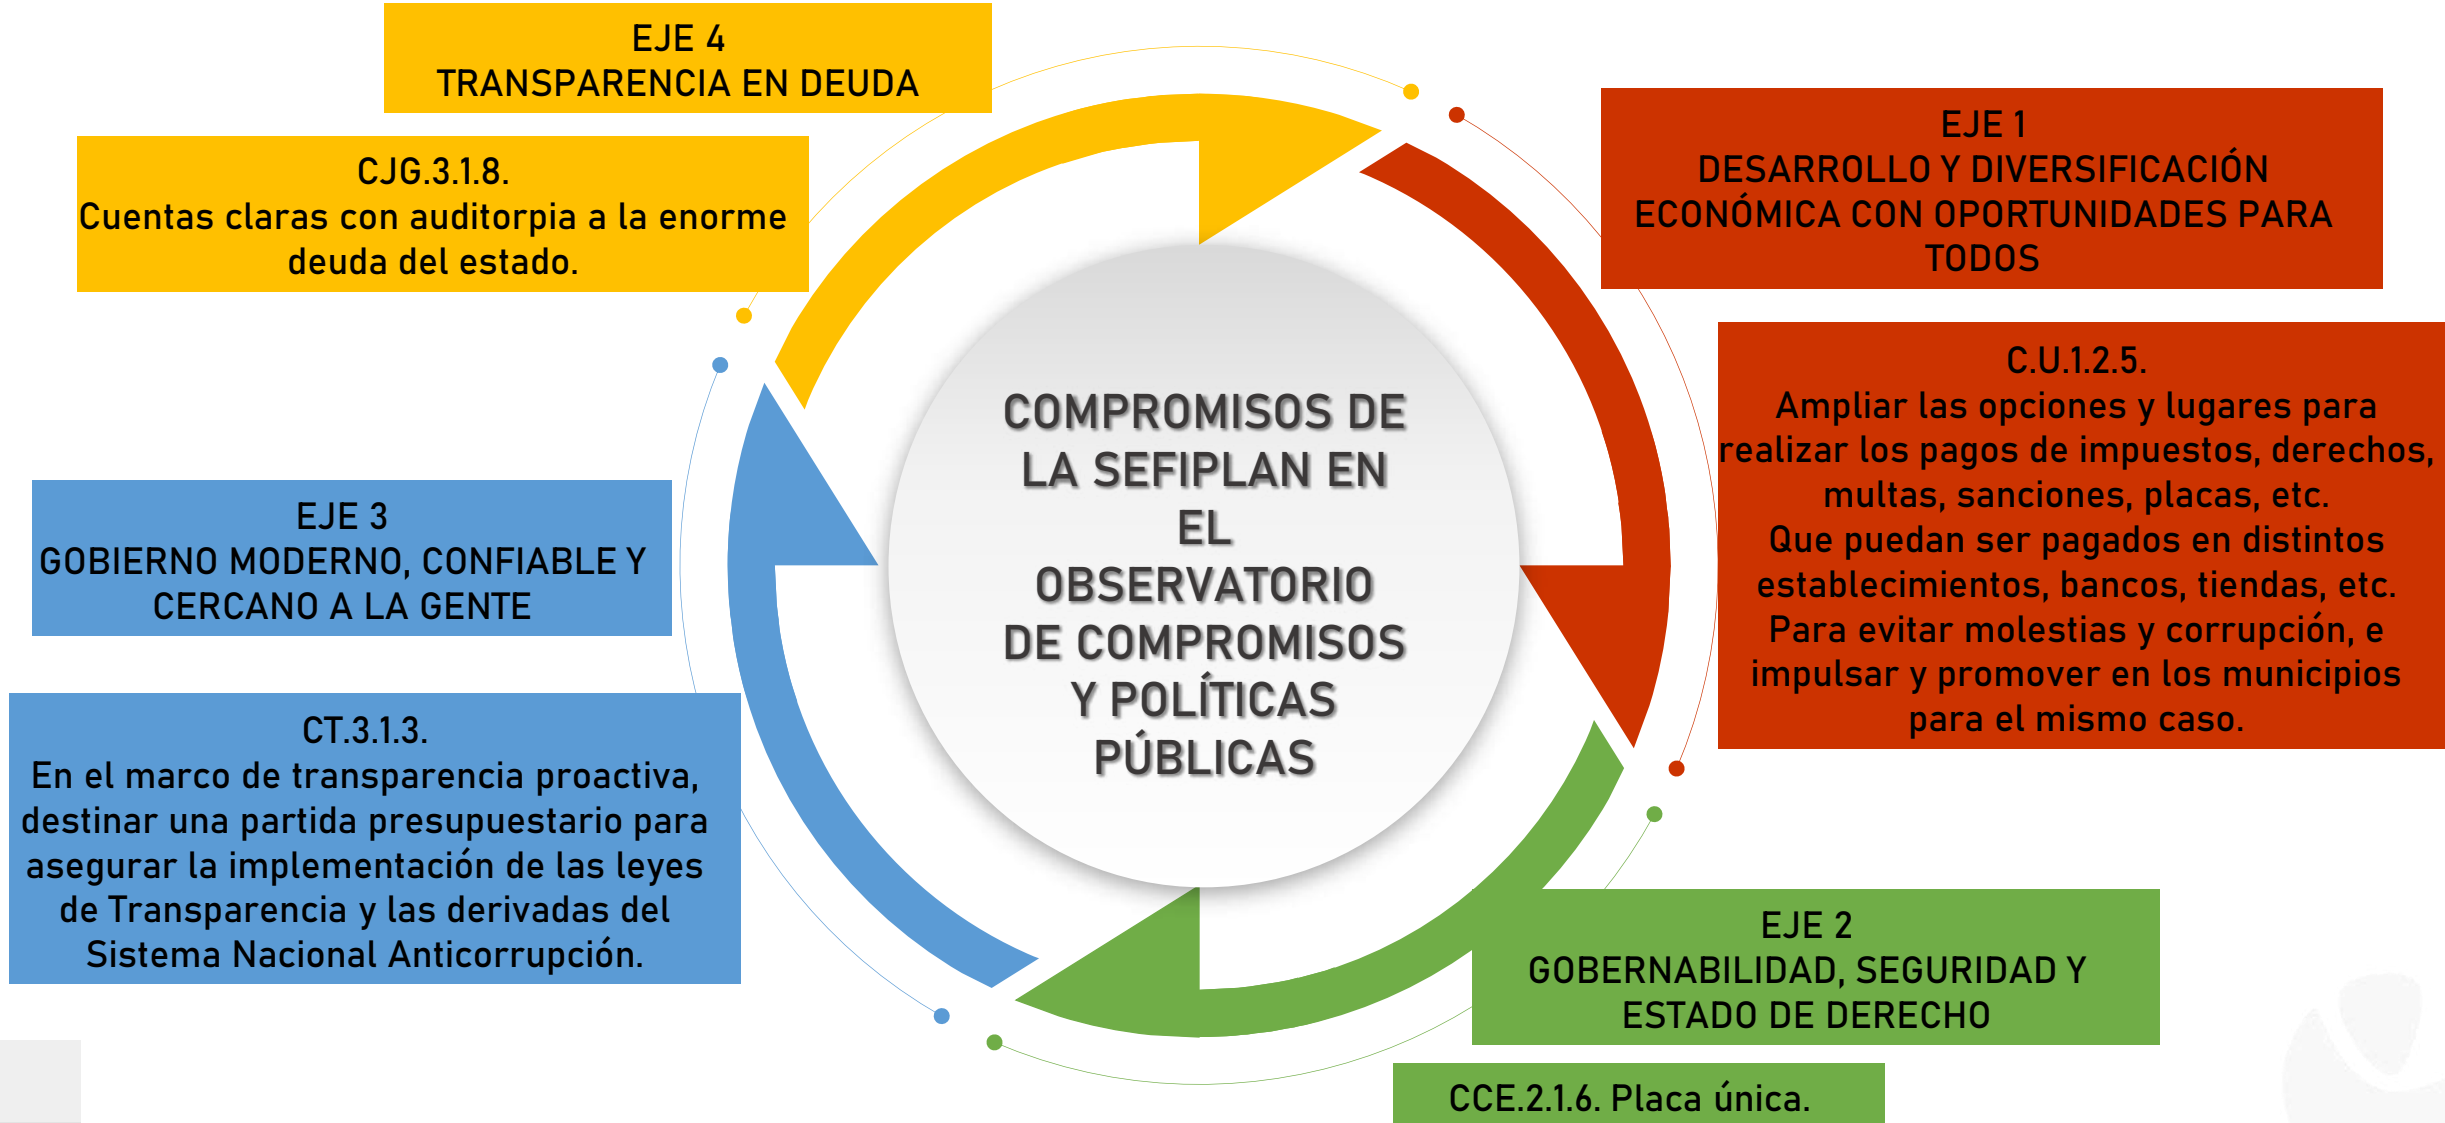 EJE 4
TRANSPARENCIA EN DEUDA
CJG.3.1.8.
Cuentas claras con auditorpia a la enorme
deuda del estado.
EJE 1
DESARROLLO Y DIVERSIFICACIÓN
ECONÓMICA CON OPORTUNIDADES PARA
TODOS
C.U.1.2.5.
Ampliar las opciones y lugares para
realizar los pagos de impuestos, derechos,
multas, sanciones, placas, etc.
Que puedan ser pagados en distintos
establecimientos, bancos, tiendas, etc.
Para evitar molestias y corrupción, e
impulsar y promover en los municipios
para el mismo caso.
COMPROMISOS DE
LA SEFIPLAN EN
EL
OBSERVATORIO
DE COMPROMISOS
Y POLÍTICAS
PÚBLICAS
EJE 3
GOBIERNO MODERNO, CONFIABLE Y
CERCANO A LA GENTE
CT.3.1.3.
En el marco de transparencia proactiva,
destinar una partida presupuestario para
asegurar la implementación de las leyes
de Transparencia y las derivadas del
Sistema Nacional Anticorrupción.
EJE 2
GOBERNABILIDAD, SEGURIDAD Y
ESTADO DE DERECHO
CCE.2.1.6. Placa única.